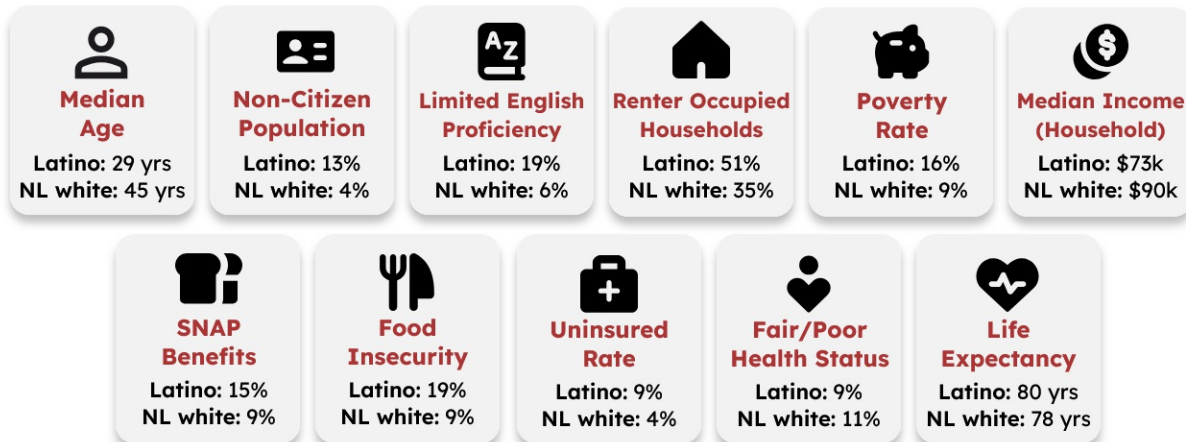 Median
Age
Latino: 29 yrs
NL white: 45 yrs
Non-Citizen
Population
Latino: 13%
NL white: 4%
AZ
Limited English
Proficiency
Latino: 19%
NL white: 6%
Renter Occupied
Households
Latino: 51%
NL white: 35%
Poverty
Rate
Latino: 16%
NL white: 9%
$
Median Income
(Household)
Latino: $73k
NL white: $90k
SNAP
Benefits
Latino: 15%
NL white: 9%
Food
Insecurity
Latino: 19%
NL white: 9%
Uninsured
Rate
Latino: 9%
NL white: 4%
Fair/Poor
Health Status
Latino: 9%
NL white: 11%
Life
Expectancy
Latino: 80 yrs
NL white: 78 yrs